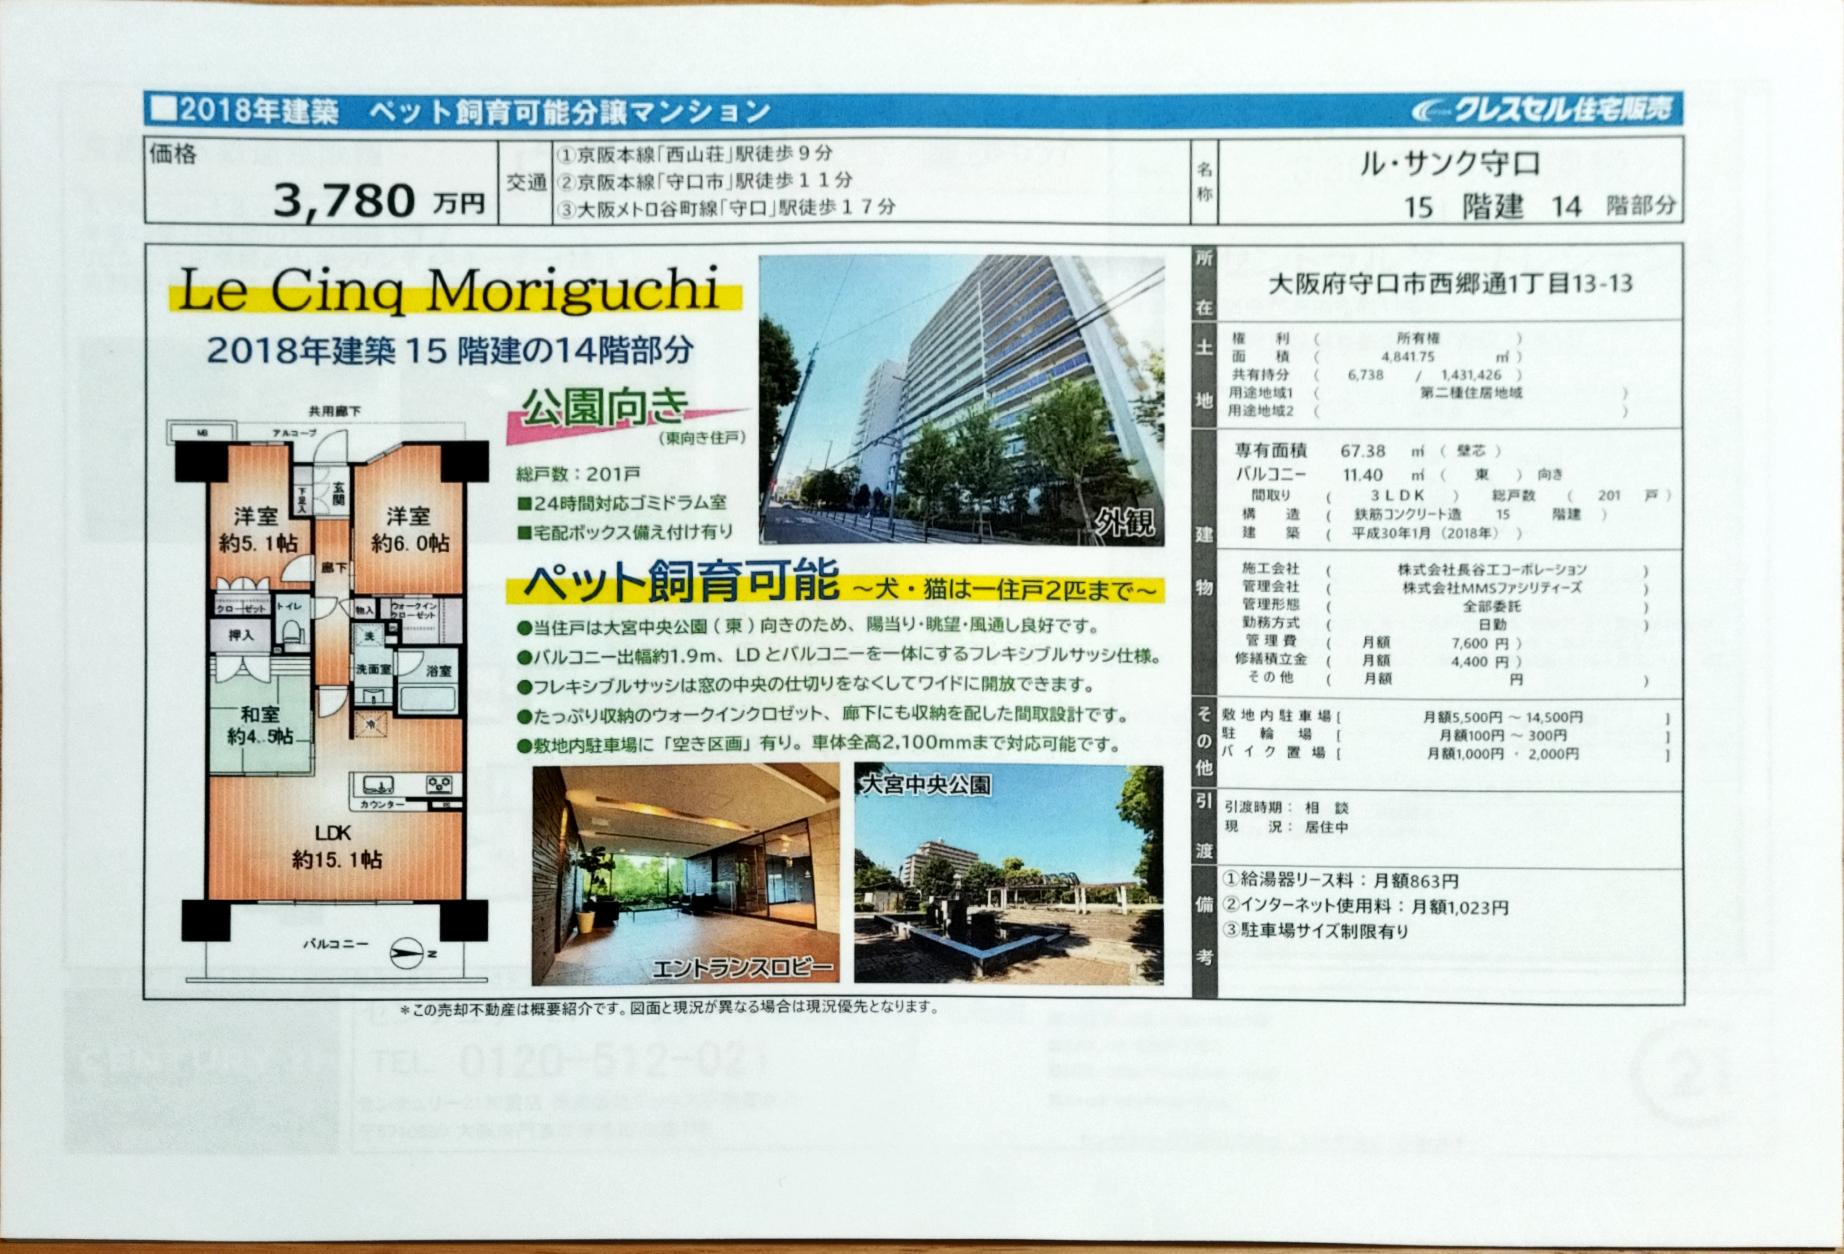 ■2018年建築 ペット飼育可能分譲マンション
クレスセル住宅販売
価格
3,780 万円
交通
①京阪本線「西山荘」駅徒歩9分
②京阪本線「守口市」駅徒歩11分
③大阪メトロ谷町線「守口」駅徒歩17分
名称
ル・サンク守口
15 階建 14 階部分
Le Cinq Moriguchi
2018年建築 15 階建の14階部分
公園向き
(東向き住戸)
総戸数:201戸
■24時間対応ゴミドラム室
■宅配ボックス備え付け有り
外観
共用廊下
MB
アルコーブ
玄関
下足入
洋室
約5.1帖
洋室
約6.0帖
廊下
クローゼット
トイレ
物入
ウォークインクローゼット
押入
洗
洗面室
浴室
和室
約4.5帖
冷
カウンター
LDK
約15.1帖
バルコニー
N
ペット飼育可能 ~犬・猫は一住戸2匹まで~
●当住戸は大宮中央公園(東)向きのため、陽当り・眺望・風通し良好です。
●バルコニー出幅約1.9m、LDとバルコニーを一体にするフレキシブルサッシ仕様。
●フレキシブルサッシは窓の中央の仕切りをなくしてワイドに開放できます。
●たっぷり収納のウォークインクロゼット、廊下にも収納を配した間取設計です。
●敷地内駐車場に「空き区画」有り。車体全高2,100mmまで対応可能です。
エントランスロビー
大宮中央公園
所在
大阪府守口市西郷通1丁目13-13
土地
権利 ( 所有権 )
面積 ( 4,841.75 ㎡ )
共有持分 ( 6,738 / 1,431,426 )
用途地域1 ( 第二種住居地域 )
用途地域2 ( )
建物
専有面積 67.38 ㎡ ( 壁芯 )
バルコニー 11.40 ㎡ ( 東 ) 向き
間取り ( 3LDK ) 総戸数 ( 201 戸 )
構造 ( 鉄筋コンクリート造 15 階建 )
建築 ( 平成30年1月(2018年) )
施工会社 ( 株式会社長谷工コーポレーション )
管理会社 ( 株式会社MMSファシリティーズ
管理形態 ( 全部委託 )
勤務方式 ( 日勤 )
管理費 ( 月額 7,600 円 )
修繕積立金 ( 月額 4,400 円 )
その他 ( 月額 円 )
その他
敷地内駐車場 [ 月額5,500円 ~ 14,500円 ]
駐輪場 [ 月額100円 ~ 300円 ]
バイク置場 [ 月額1,000円 ・ 2,000円 ]
引渡
引渡時期: 相談
現況: 居住中
備考
①給湯器リース料:月額863円
②インターネット使用料:月額1,023円
③駐車場サイズ制限有り
*この売却不動産は概要紹介です。図面と現況が異なる場合は現況優先となります。
TEL 0120-512-021